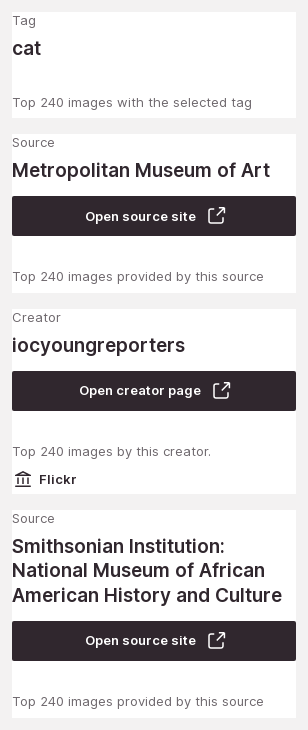 Tag
cat
Top 240 images with the selected tag
Source
Metropolitan Museum of Art
Open source site
Top 240 images provided by this source
Creator
iocyoungreporters
Open creator page
Top 240 images by this creator.
Flickr
Source
Smithsonian Institution:
National Museum of African
American History and Culture
Open source site
Top 240 images provided by this source